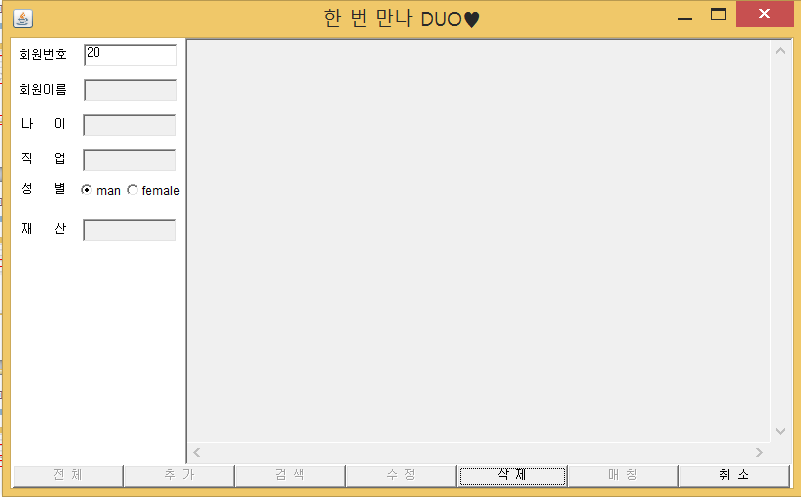 한 번 만나 DUO♥
회원번호 20
회원이름
나 이
직 업
성 별 man female
재 산
전 체 추 가 검 색 수 정 삭 제 매 칭 취 소